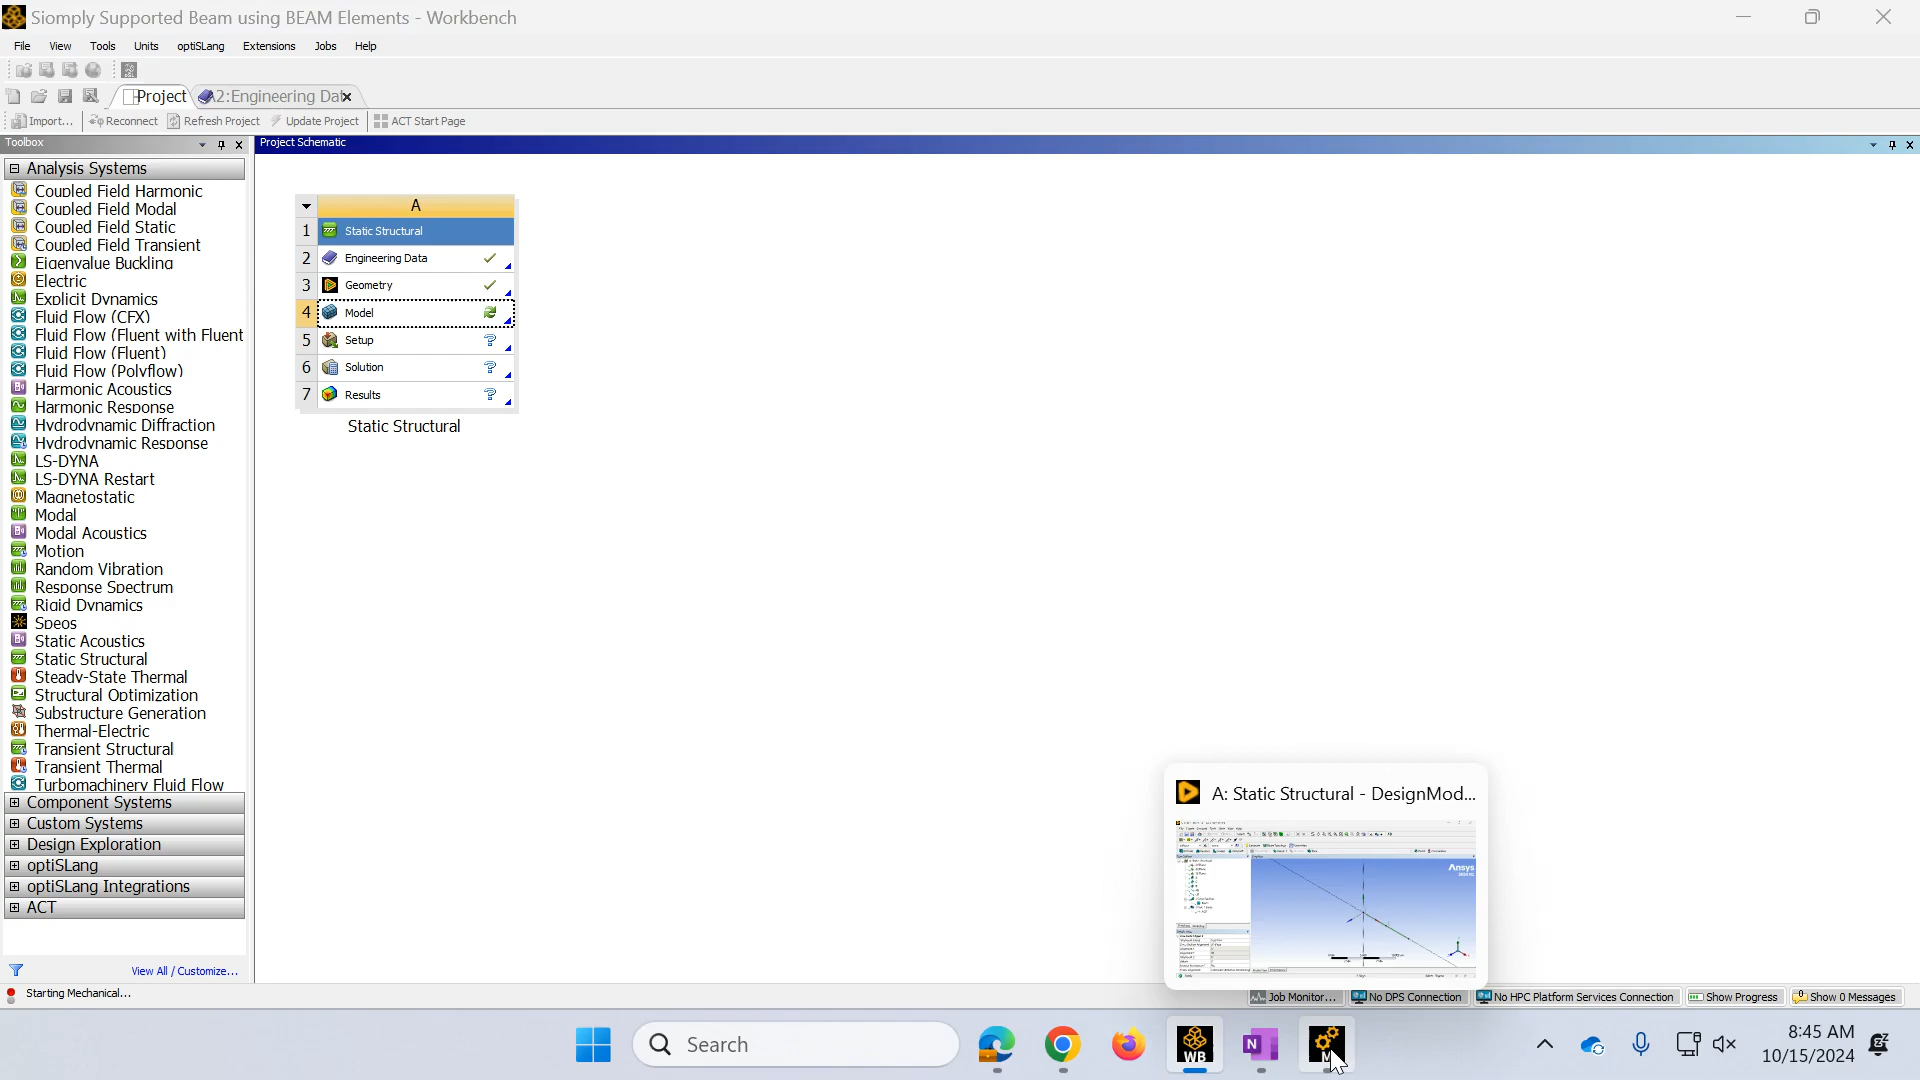 Siomply Supported Beam using BEAM Elements - Workbench
File View Tools Units optiSLang Extensions Jobs Help
Project A2:Engineering Dat
Import... Reconnect Refresh Project Update Project ACT Start Page
Toolbox
Project Schematic
Analysis Systems
Coupled Field Harmonic
Coupled Field Modal
Coupled Field Static
Coupled Field Transient
Eigenvalue Buckling
Electric
Explicit Dynamics
Fluid Flow (CFX)
Fluid Flow (Fluent with Fluent
Fluid Flow (Fluent)
Fluid Flow (Polyflow)
Harmonic Acoustics
Harmonic Response
Hydrodynamic Diffraction
Hydrodynamic Response
LS-DYNA
LS-DYNA Restart
Magnetostatic
Modal
Modal Acoustics
Motion
Random Vibration
Response Spectrum
Rigid Dynamics
Speos
Static Acoustics
Static Structural
Steady-State Thermal
Structural Optimization
Substructure Generation
Thermal-Electric
Transient Structural
Transient Thermal
Turbomachinery Fluid Flow
Component Systems
Custom Systems
Design Exploration
optiSLang
optiSLang Integrations
ACT
View All / Customize...
A
1 Static Structural
2 Engineering Data
3 Geometry
4 Model
5 Setup ?
6 Solution ?
7 Results ?
Static Structural
A: Static Structural - DesignMod...
Ansys
Starting Mechanical...
Job Monitor... No DPS Connection No HPC Platform Services Connection Show Progress Show 0 Messages
Search
WB
N
M
8:45 AM
10/15/2024